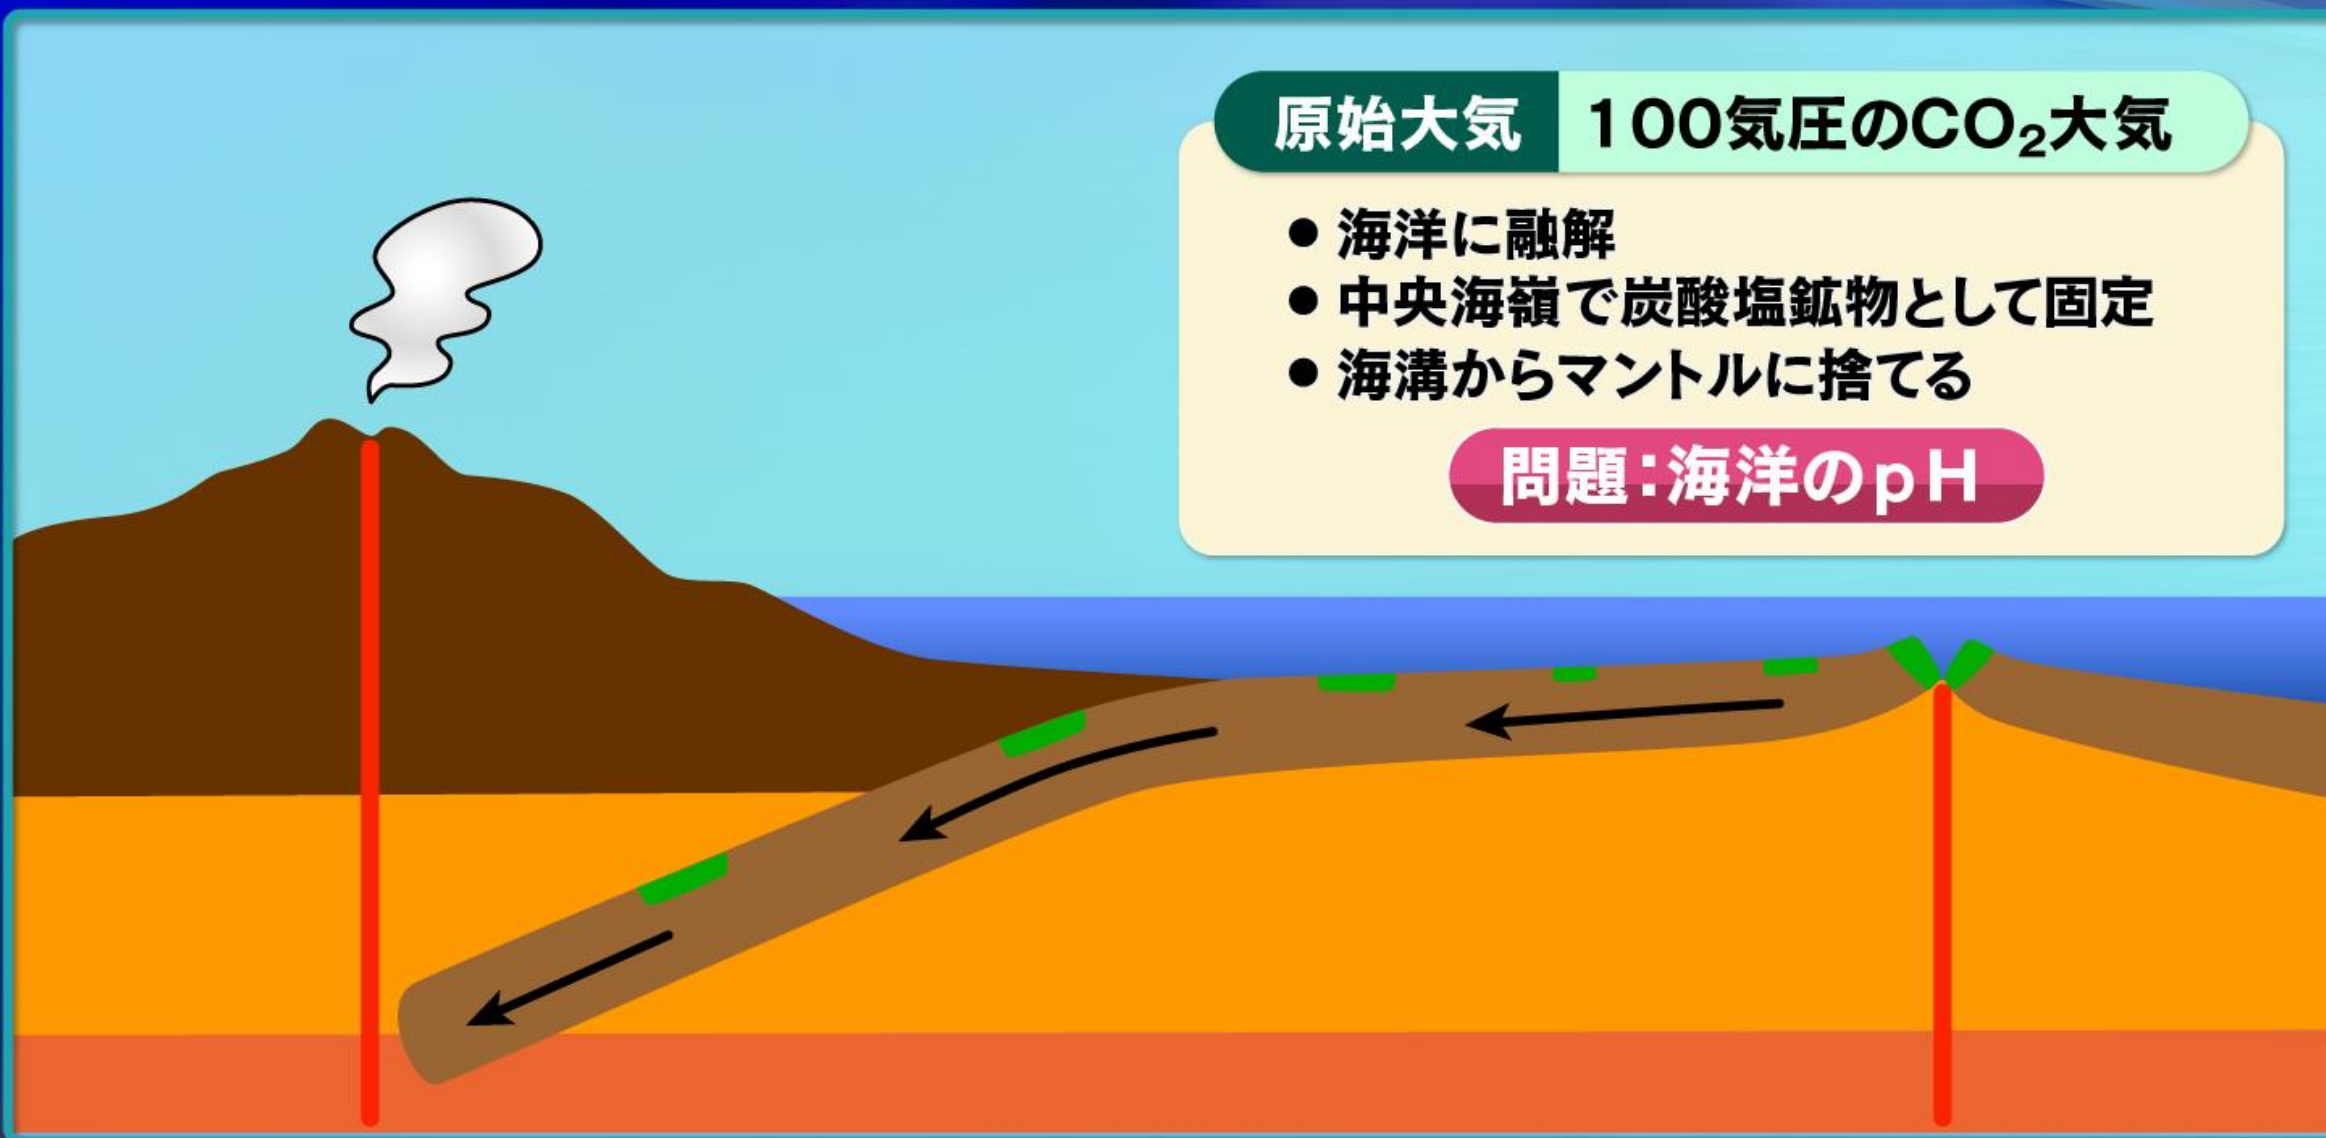 原始大気 100気圧のCO₂大気
● 海洋に融解
● 中央海嶺で炭酸塩鉱物として固定
● 海溝からマントルに捨てる
問題：海洋のpH